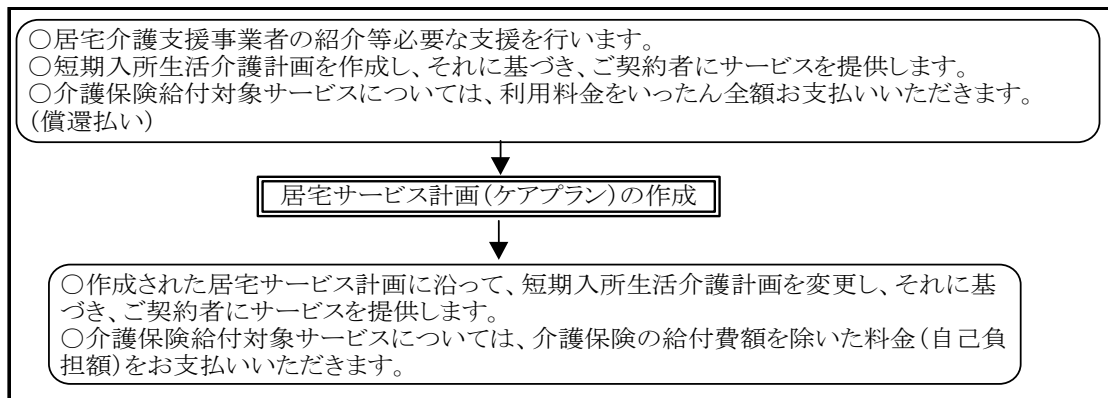 ○居宅介護支援事業者の紹介等必要な支援を行います。
○短期入所生活介護計画を作成し、それに基づき、ご契約者にサービスを提供します。
○介護保険給付対象サービスについては、利用料金をいったん全額お支払いいただきます。
(償還払い)
居宅サービス計画(ケアプラン)の作成
○作成された居宅サービス計画に沿って、短期入所生活介護計画を変更し、それに基
づき、ご契約者にサービスを提供します。
○介護保険給付対象サービスについては、介護保険の給付費額を除いた料金(自己負
担額)をお支払いいただきます。